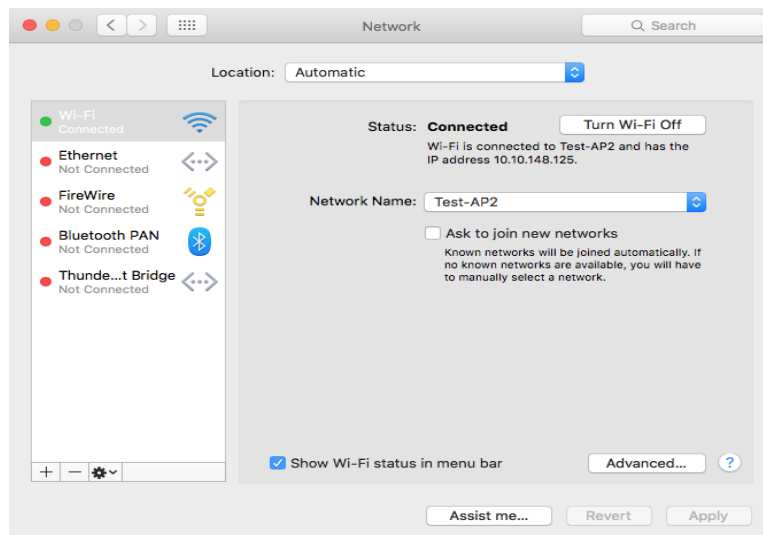 Network
Search
Location: Automatic
Wi-Fi
Connected
Ethernet
Not Connected
FireWire
Not Connected
Bluetooth PAN
Not Connected
Thunde...t Bridge
Not Connected
Status: Connected
Turn Wi-Fi Off
Wi-Fi is connected to Test-AP2 and has the
IP address 10.10.148.125.
Network Name: Test-AP2
Ask to join new networks
Known networks will be joined automatically. If
no known networks are available, you will have
to manually select a network.
Show Wi-Fi status in menu bar
Advanced...
?
Assist me...
Revert
Apply